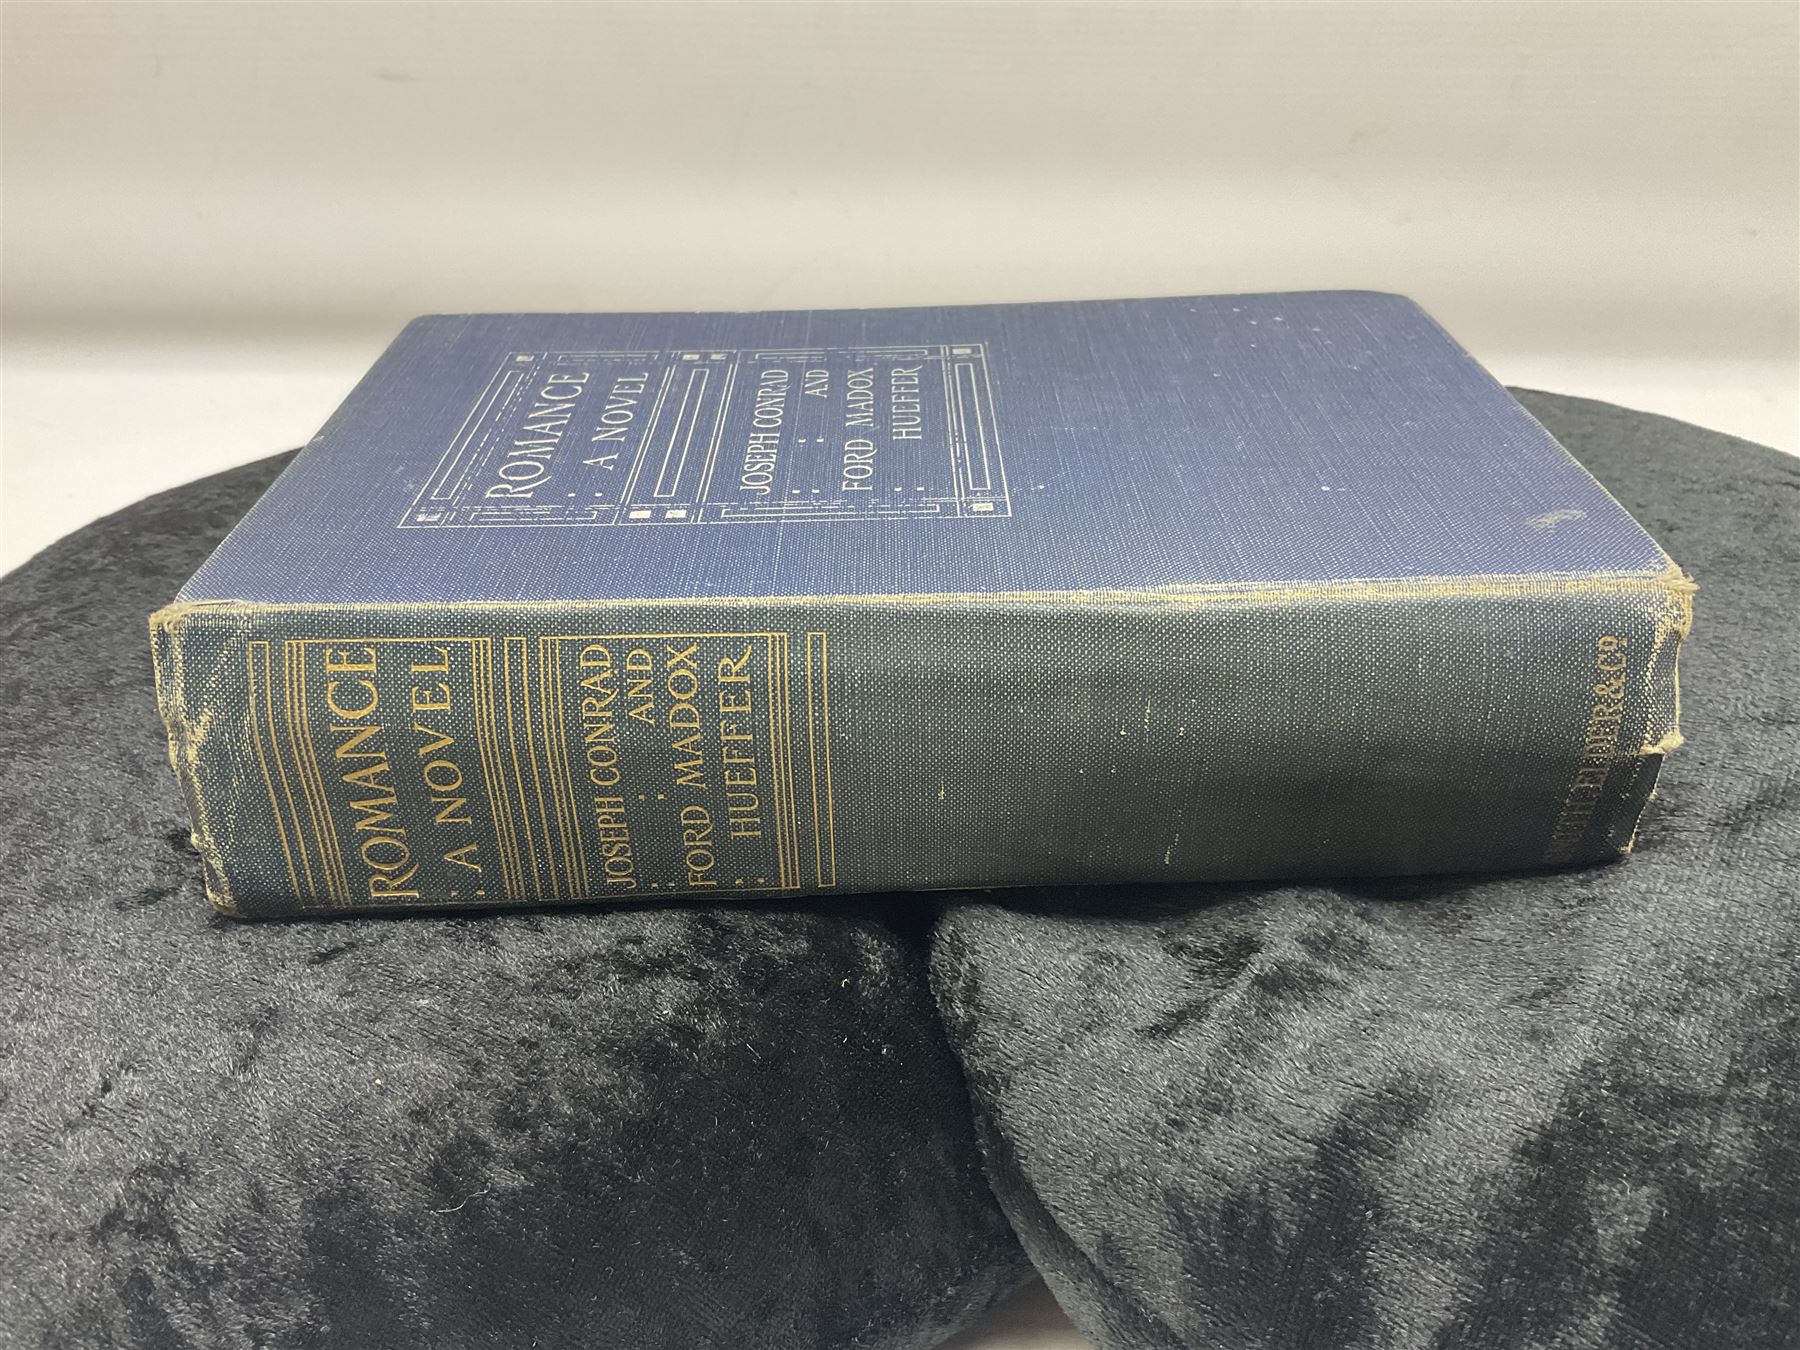 ROMANCE
A NOVEL
JOSEPH CONRAD
AND
FORD MADOX
HUEFFER
ROMANCE
A NOVEL
JOSEPH CONRAD
AND
FORD MADOX
HUEFFER
ELDER & Cº